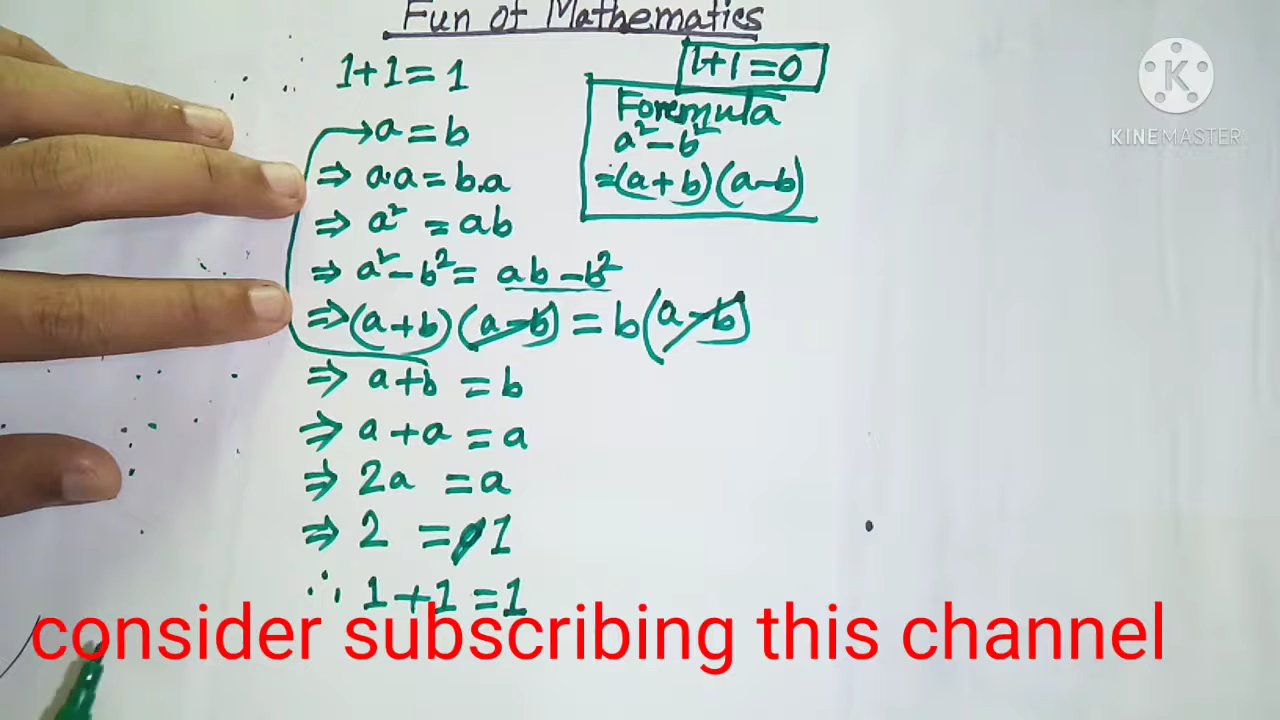 Fun of Mathematics
1+1=1
1+1=0
a=b
⇒ a.a=b.a
⇒ a² =ab
⇒ a²-b²= ab-b²
⇒(a+b)(a-b)=b(a-b)
⇒ a+b =b
⇒ a+a =a
⇒ 2a =a
⇒ 2 = 1
∴ 1+1=1
Foremula
a²-b²
=(a+b)(a-b)
KINEMASTER
consider subscribing this channel